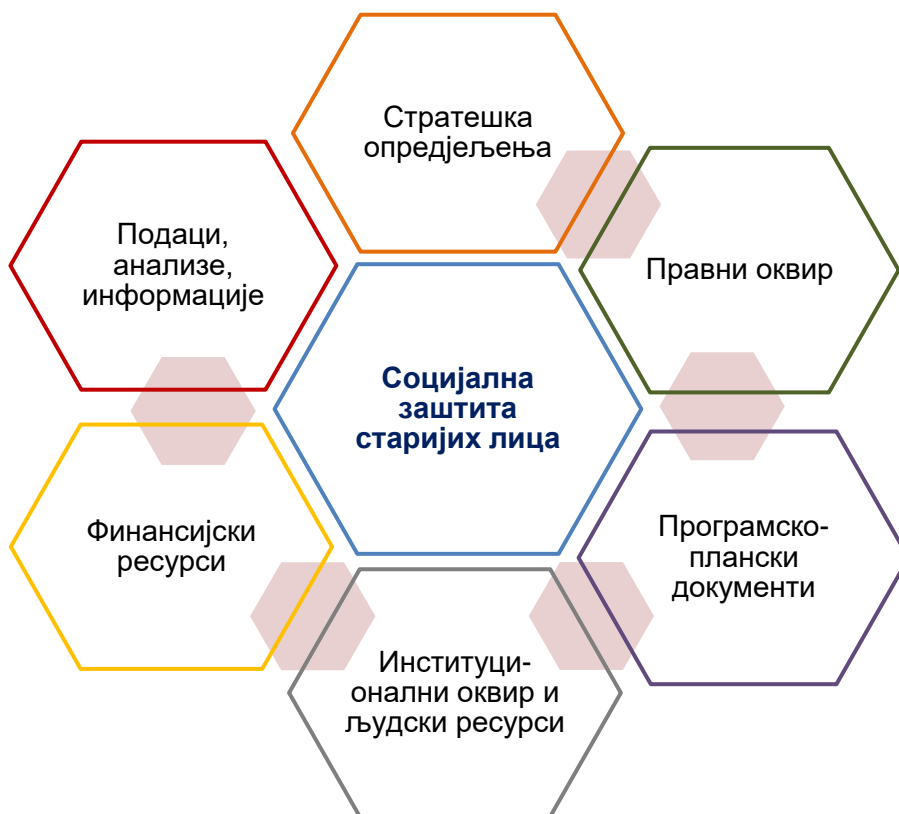 Стратешка
опредјељења
Подаци,
анализе,
информације
Правни оквир
Социјална
заштита
старијих лица
Финансијски
ресурси
Програмско-
плански
документи
Институци-
онални оквир и
људски ресурси